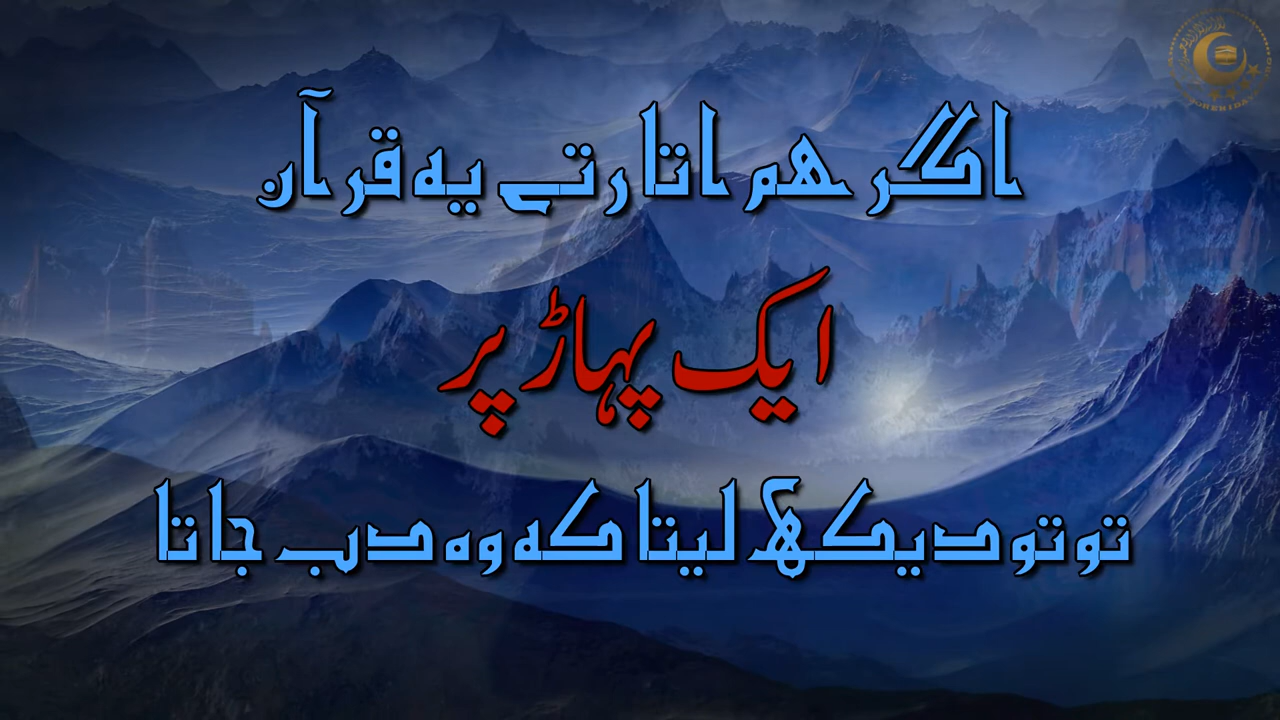 اگر ہم اتارتے یہ قرآن
ایک پہاڑ پر
تو تو دیکھ لیتا کہ وہ دب جاتا